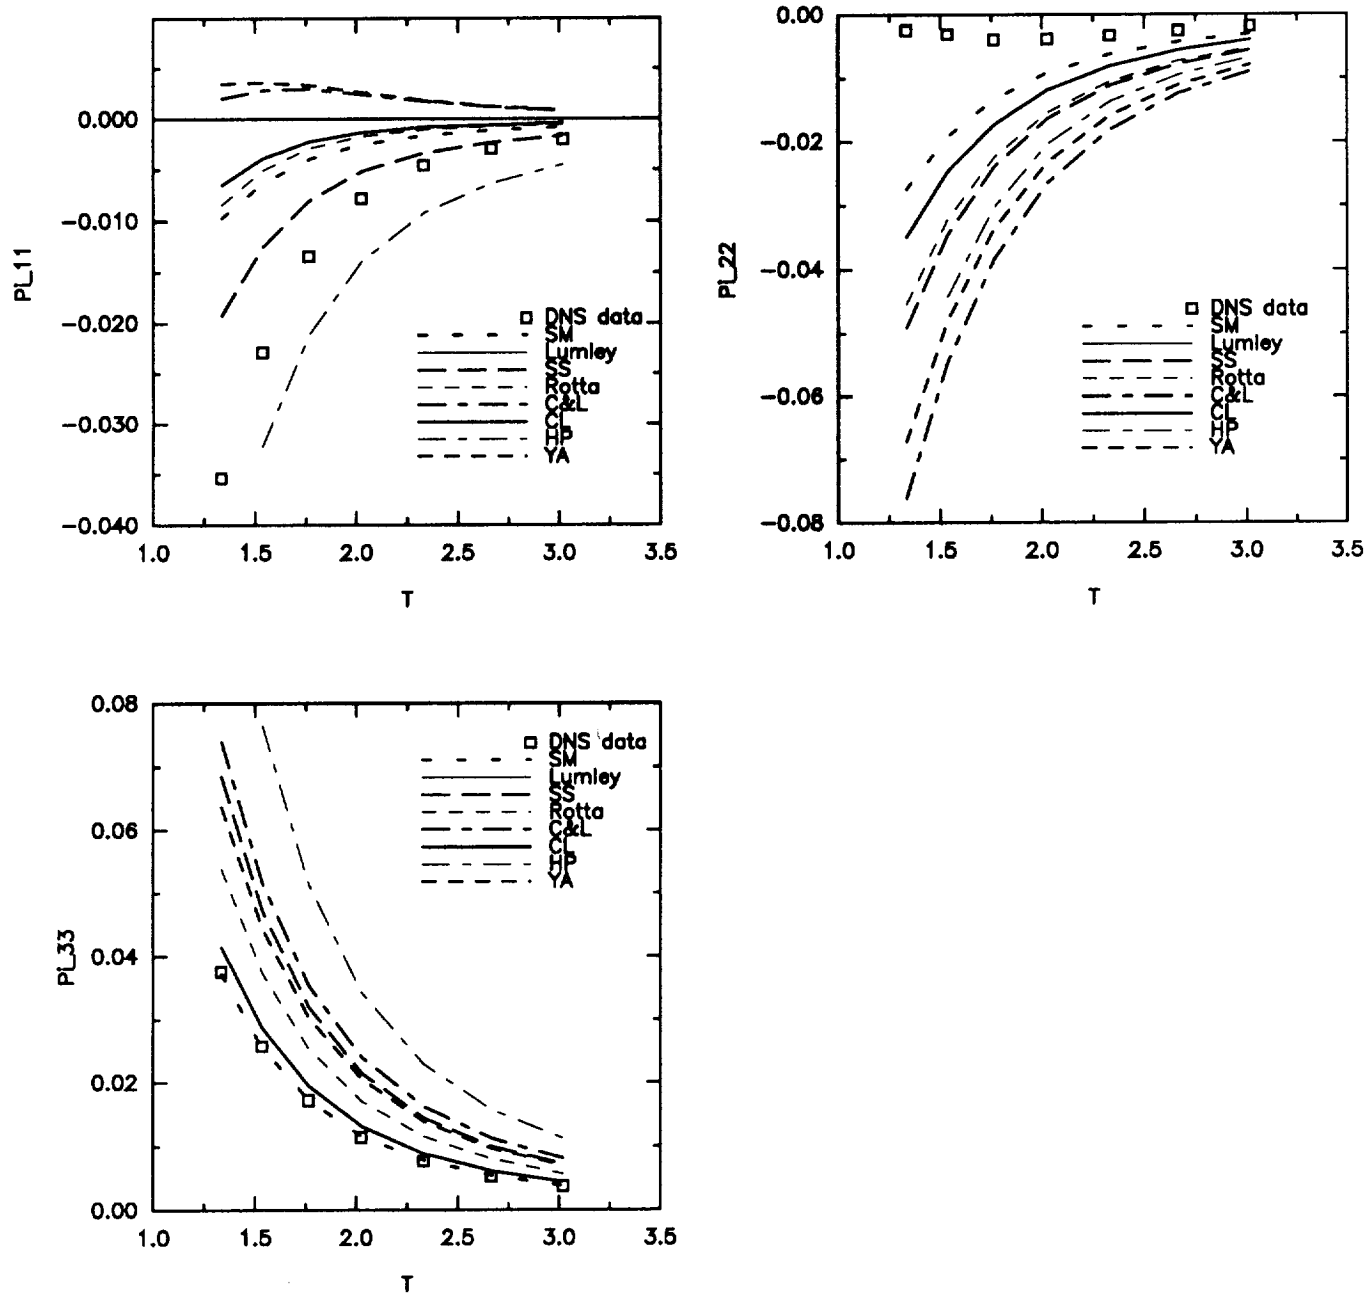 0.000
−0.010
−0.020
−0.030
−0.040
PL11
1.0 1.5 2.0 2.5 3.0 3.5
T
DNS data
SM
Lumley
SS
Rotta
C&L
CL
HP
YA
0.00
−0.02
−0.04
−0.06
−0.08
PL22
1.0 1.5 2.0 2.5 3.0 3.5
T
DNS data
SM
Lumley
SS
Rotta
C&L
CL
HP
YA
0.08
0.06
0.04
0.02
0.00
PL33
1.0 1.5 2.0 2.5 3.0 3.5
T
DNS data
SM
Lumley
SS
Rotta
C&L
CL
HP
YA